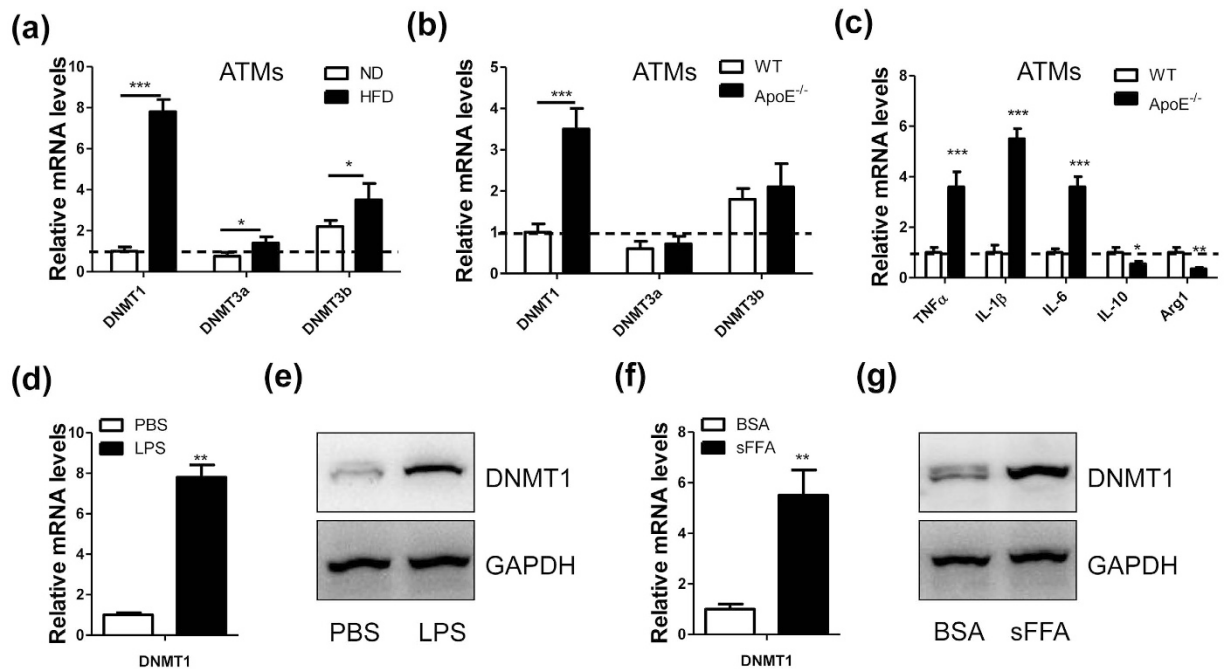 (a)
ATMs
ND
HFD
Relative mRNA levels
10
8
6
4
2
0
***
*
*
DNMT1
DNMT3a
DNMT3b
(b)
ATMs
WT
ApoE-/-
Relative mRNA levels
5
4
3
2
1
0
***
DNMT1
DNMT3a
DNMT3b
(c)
ATMs
WT
ApoE-/-
Relative mRNA levels
8
6
4
2
0
***
***
***
*
**
TNFα
IL-1β
IL-6
IL-10
Arg1
(d)
PBS
LPS
Relative mRNA levels
10
8
6
4
2
0
**
DNMT1
(e)
DNMT1
GAPDH
PBS LPS
(f)
BSA
sFFA
Relative mRNA levels
8
6
4
2
0
**
DNMT1
(g)
DNMT1
GAPDH
BSA sFFA